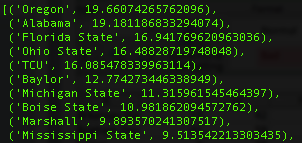 [('Oregon', 19.66074265762096),
('Alabama', 19.181186833294074),
('Florida State', 16.941769620963036),
('Ohio State', 16.48828719748048),
('TCU', 16.085478339963114),
('Baylor', 12.774273446338949),
('Michigan State', 11.315961545464397),
('Boise State', 10.981862094572762),
('Marshall', 9.893570241307517),
('Mississippi State', 9.513542213303435),